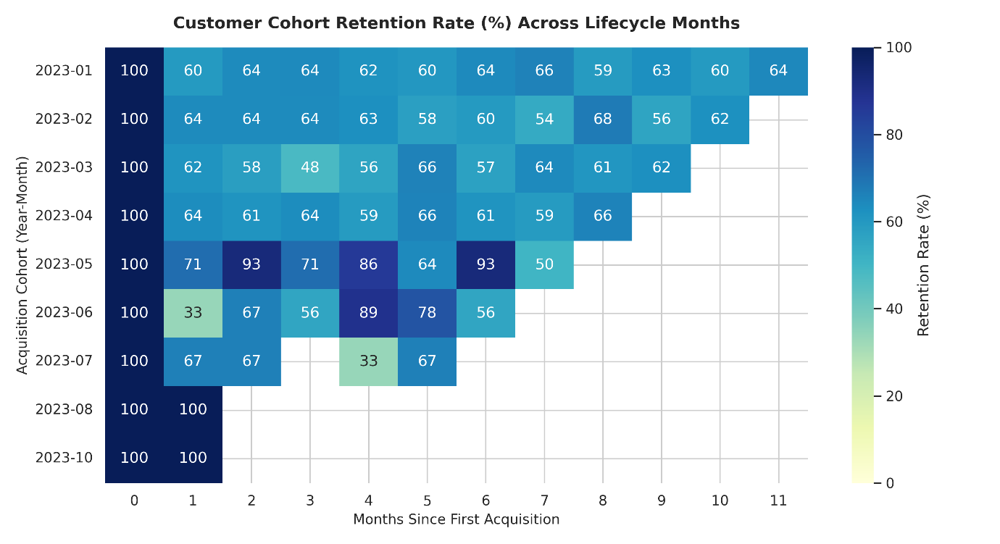 Customer Cohort Retention Rate (%) Across Lifecycle Months
Acquisition Cohort (Year-Month)
2023-01 100 60 64 64 62 60 64 66 59 63 60 64
2023-02 100 64 64 64 63 58 60 54 68 56 62
2023-03 100 62 58 48 56 66 57 64 61 62
2023-04 100 64 61 64 59 66 61 59 66
2023-05 100 71 93 71 86 64 93 50
2023-06 100 33 67 56 89 78 56
2023-07 100 67 67 33 67
2023-08 100 100
2023-10 100 100
0 1 2 3 4 5 6 7 8 9 10 11
Months Since First Acquisition
100
80
60
40
20
0
Retention Rate (%)